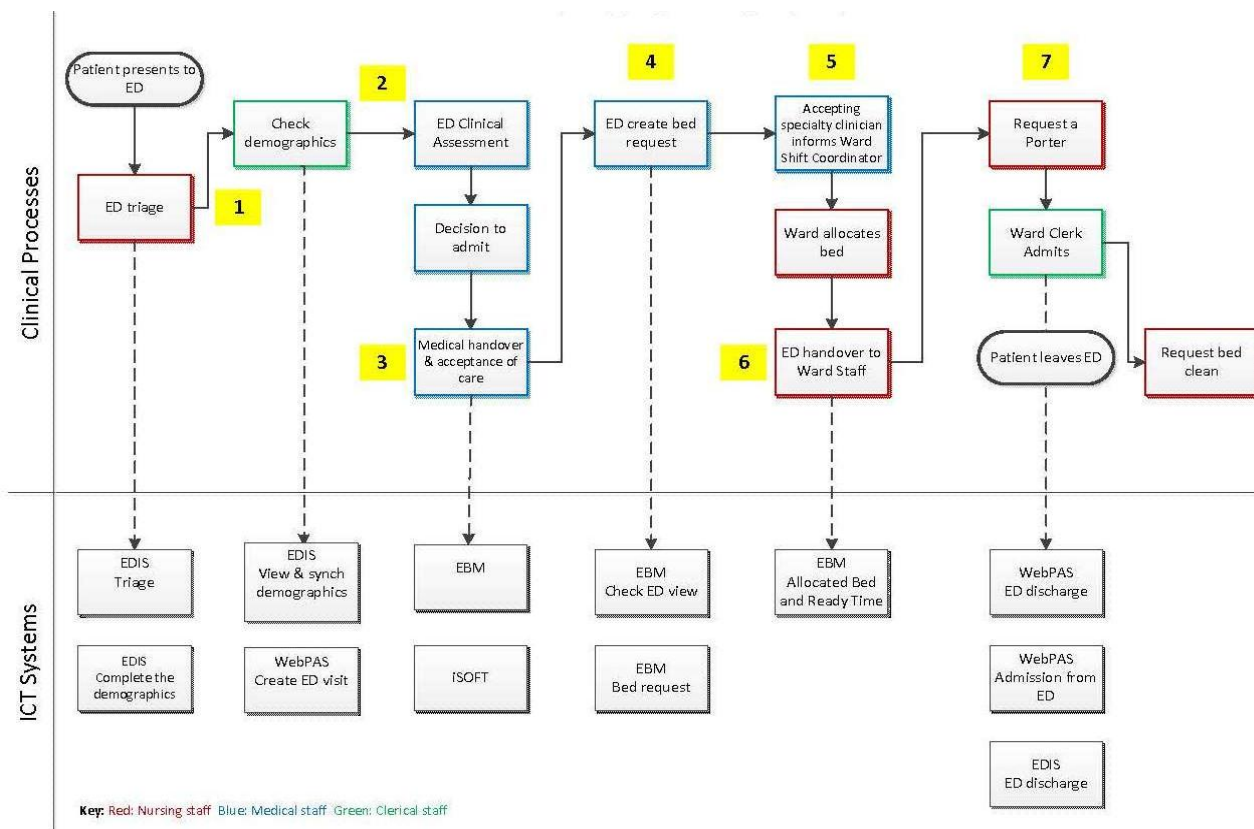 Clinical Processes
Patient presents to
ED
ED triage
1
Check
demographics
2
ED Clinical
Assessment
Decision to
admit
3
Medical handover
& acceptance of
care
4
ED create bed
request
5
Accepting
specialty clinician
informs Ward
Shift Coordinator
Ward allocates
bed
6
ED handover to
Ward Staff
7
Request a
Porter
Ward Clerk
Admits
Patient leaves ED
Request bed
clean
ICT Systems
EDIS
Triage
EDIS
Complete the
demographics
EDIS
View & synch
demographics
WebPAS
Create ED visit
EBM
iSOFT
EBM
Check ED view
EBM
Bed request
EBM
Allocated Bed
and Ready Time
WebPAS
ED discharge
WebPAS
Admission from
ED
EDIS
ED discharge
Key: Red: Nursing staff Blue: Medical staff Green: Clerical staff